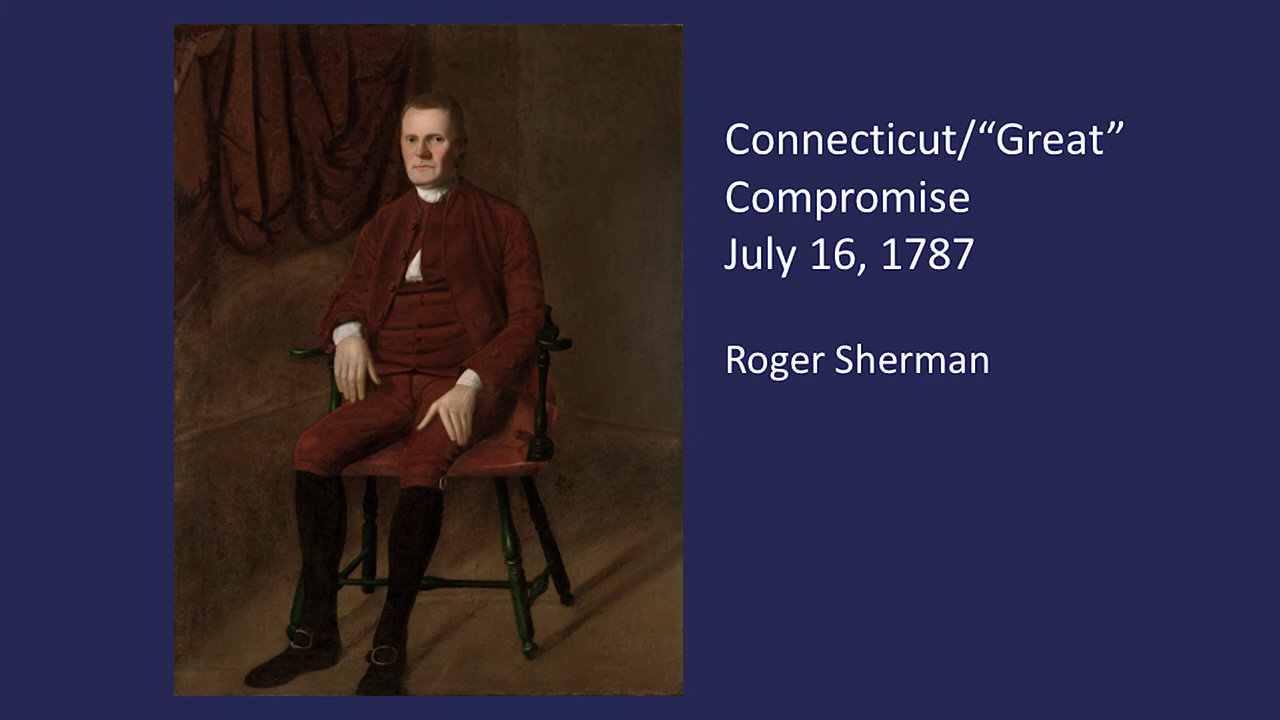 Connecticut/“Great”
Compromise
July 16, 1787
Roger Sherman